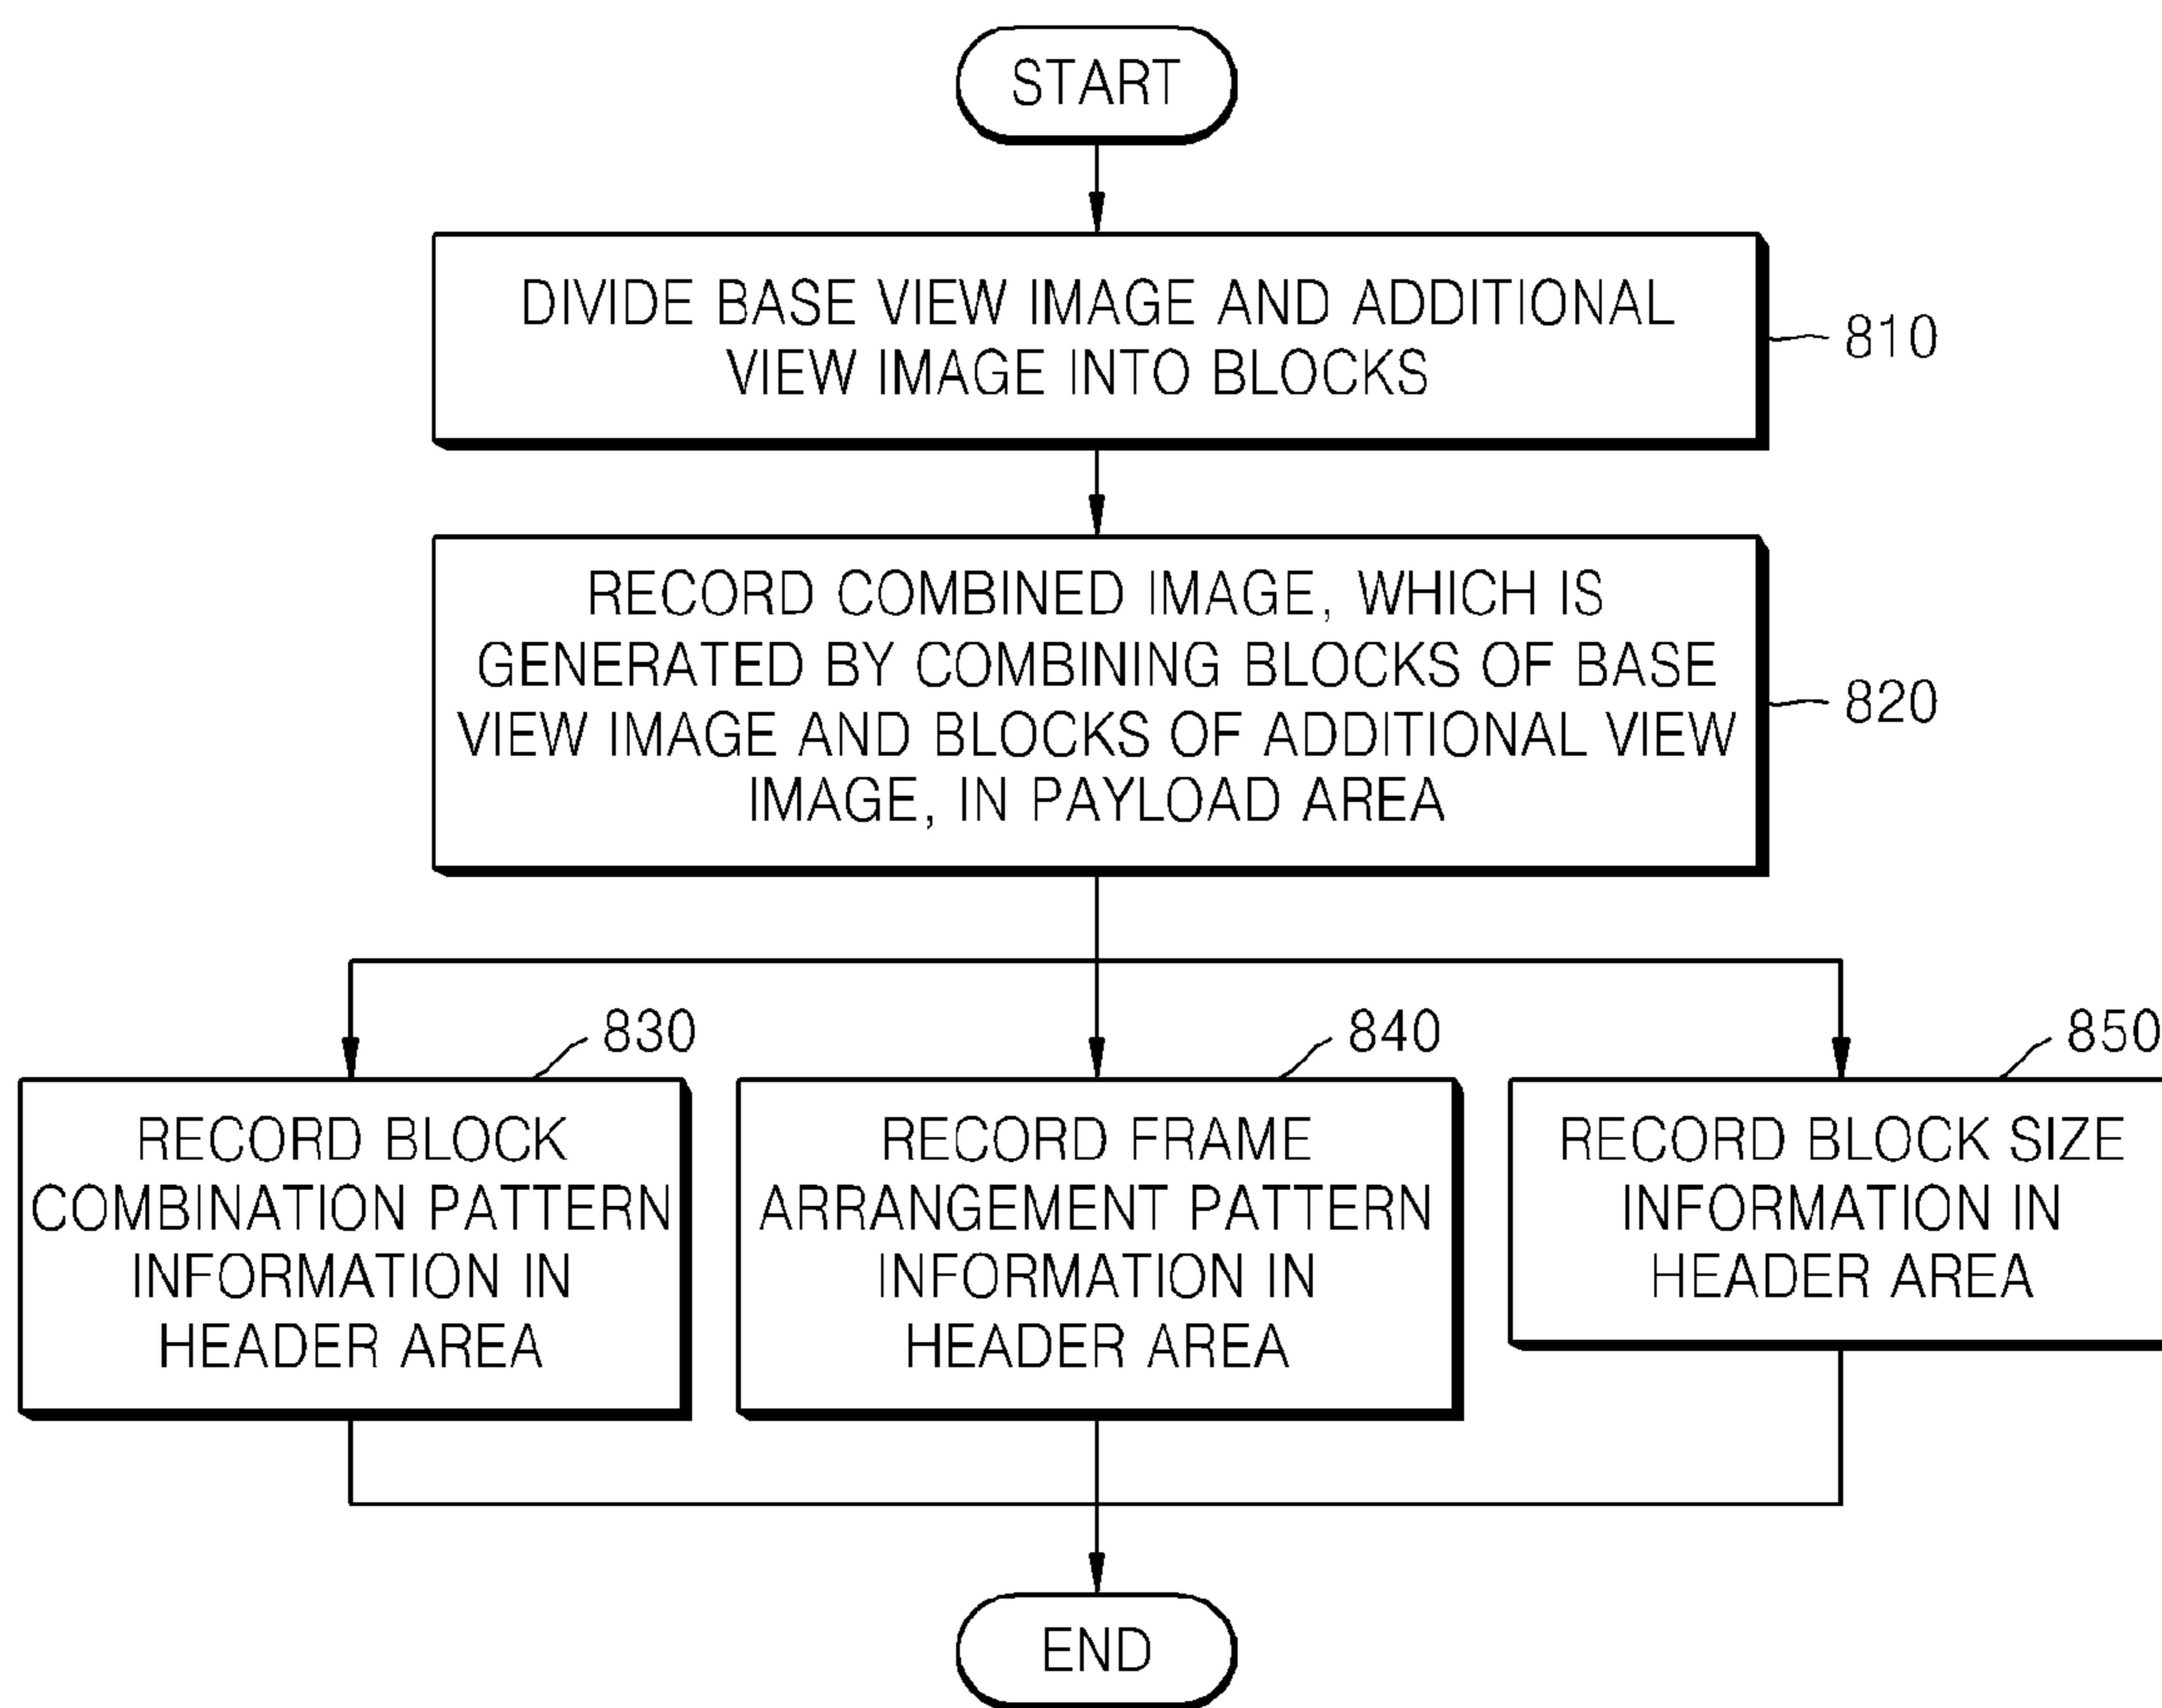 START
DIVIDE BASE VIEW IMAGE AND ADDITIONAL
VIEW IMAGE INTO BLOCKS
810
RECORD COMBINED IMAGE, WHICH IS
GENERATED BY COMBINING BLOCKS OF BASE
VIEW IMAGE AND BLOCKS OF ADDITIONAL VIEW
IMAGE, IN PAYLOAD AREA
820
830
RECORD BLOCK
COMBINATION PATTERN
INFORMATION IN
HEADER AREA
840
RECORD FRAME
ARRANGEMENT PATTERN
INFORMATION IN
HEADER AREA
850
RECORD BLOCK SIZE
INFORMATION IN
HEADER AREA
END